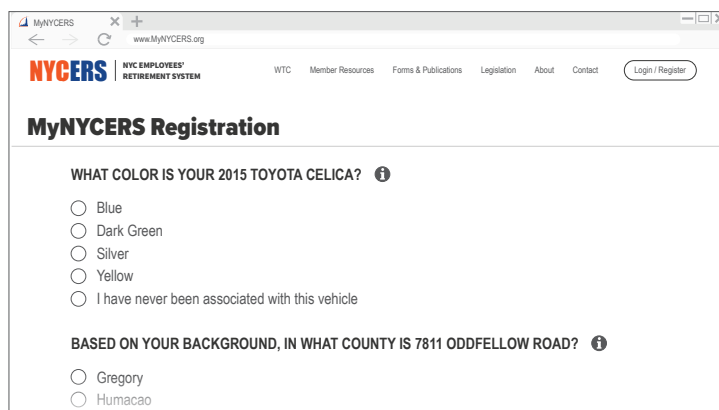 MyNYCERS
www.MyNYCERS.org
NYCERS NYC EMPLOYEES' RETIREMENT SYSTEM
WTC Member Resources Forms & Publications Legislation About Contact Login / Register
MyNYCERS Registration
WHAT COLOR IS YOUR 2015 TOYOTA CELICA?
Blue
Dark Green
Silver
Yellow
I have never been associated with this vehicle
BASED ON YOUR BACKGROUND, IN WHAT COUNTY IS 7811 ODDFELLOW ROAD?
Gregory
Humacao